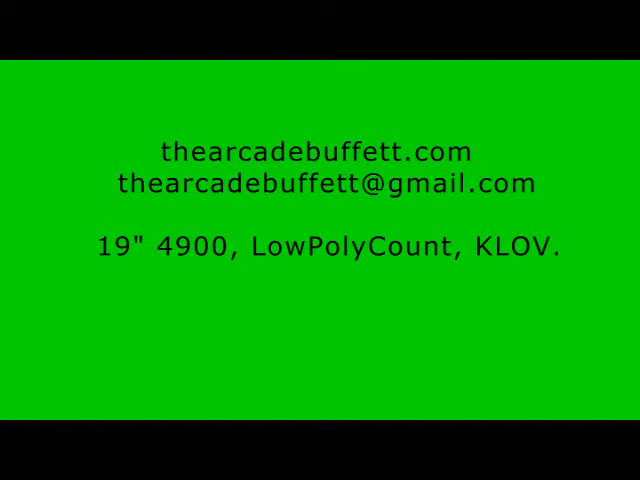 thearcadebuffett.com
thearcadebuffett@gmail.com
19" 4900, LowPolyCount, KLOV.